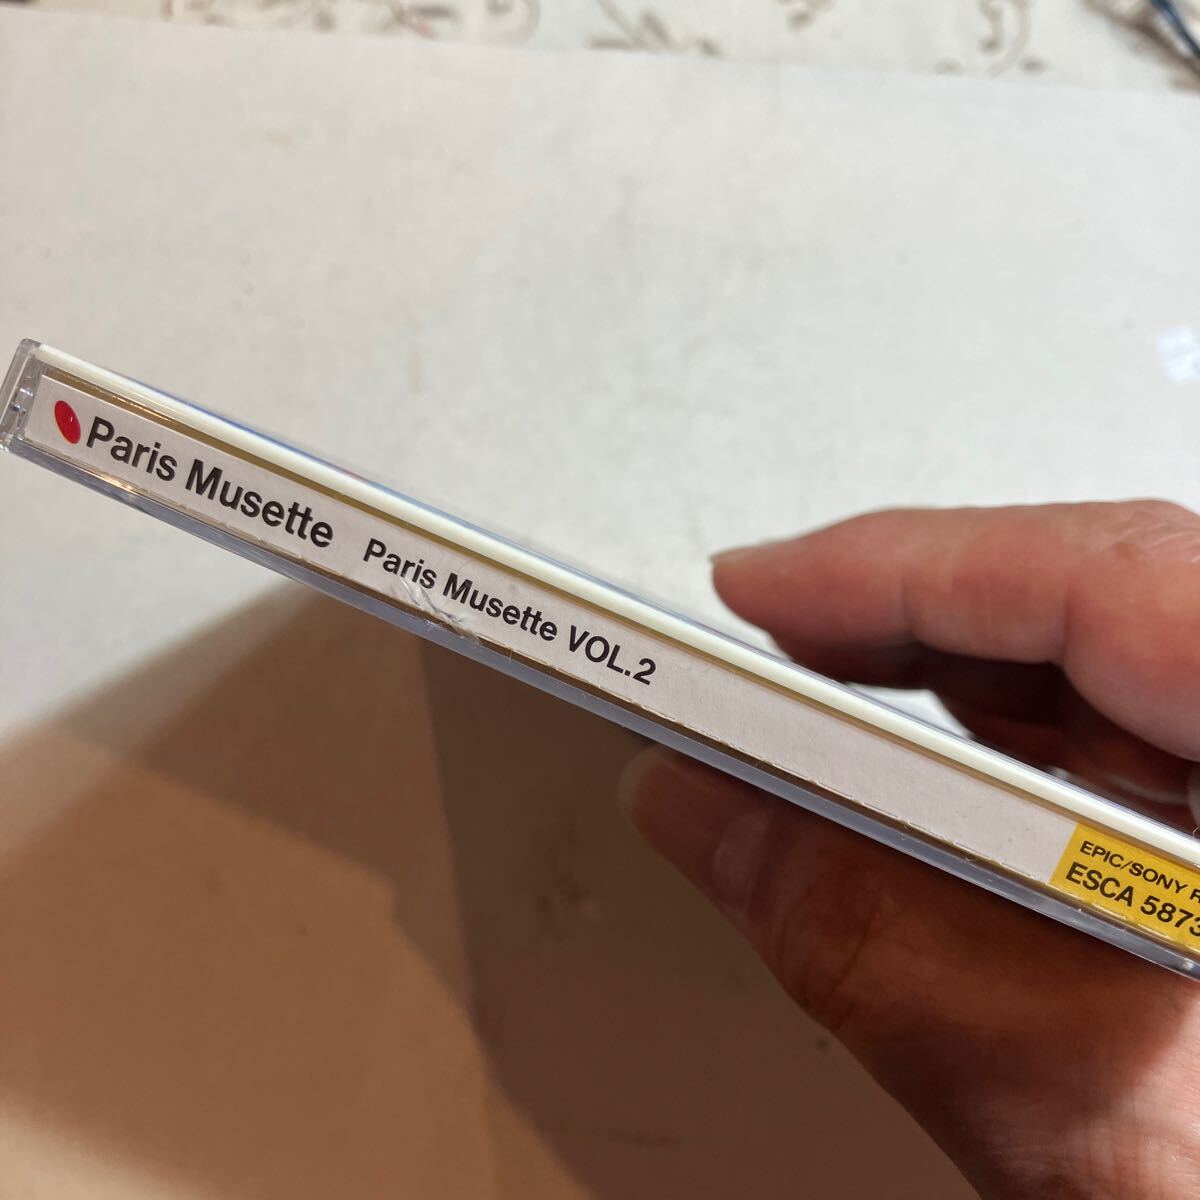 Paris Musette Paris Musette VOL.2
EPIC/SONY
ESCA 5873